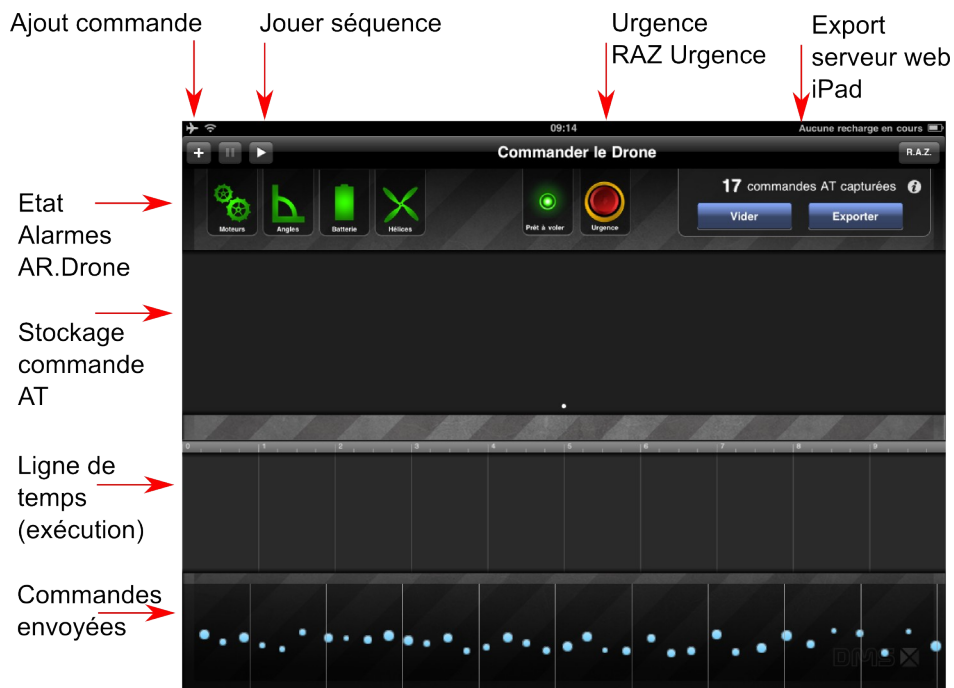 Ajout commande
Jouer séquence
Urgence
RAZ Urgence
Export
serveur web
iPad
09:14
Aucune recharge en cours
Commander le Drone
R.A.Z.
Etat
Alarmes
AR.Drone
Moteurs
Angles
Batterie
Hélices
Prêt à voler
Urgence
17 commandes AT capturées
Vider
Exporter
Stockage
commande
AT
0 1 2 3 4 5 6 7 8 9
Ligne de
temps
(exécution)
Commandes
envoyées
DMS